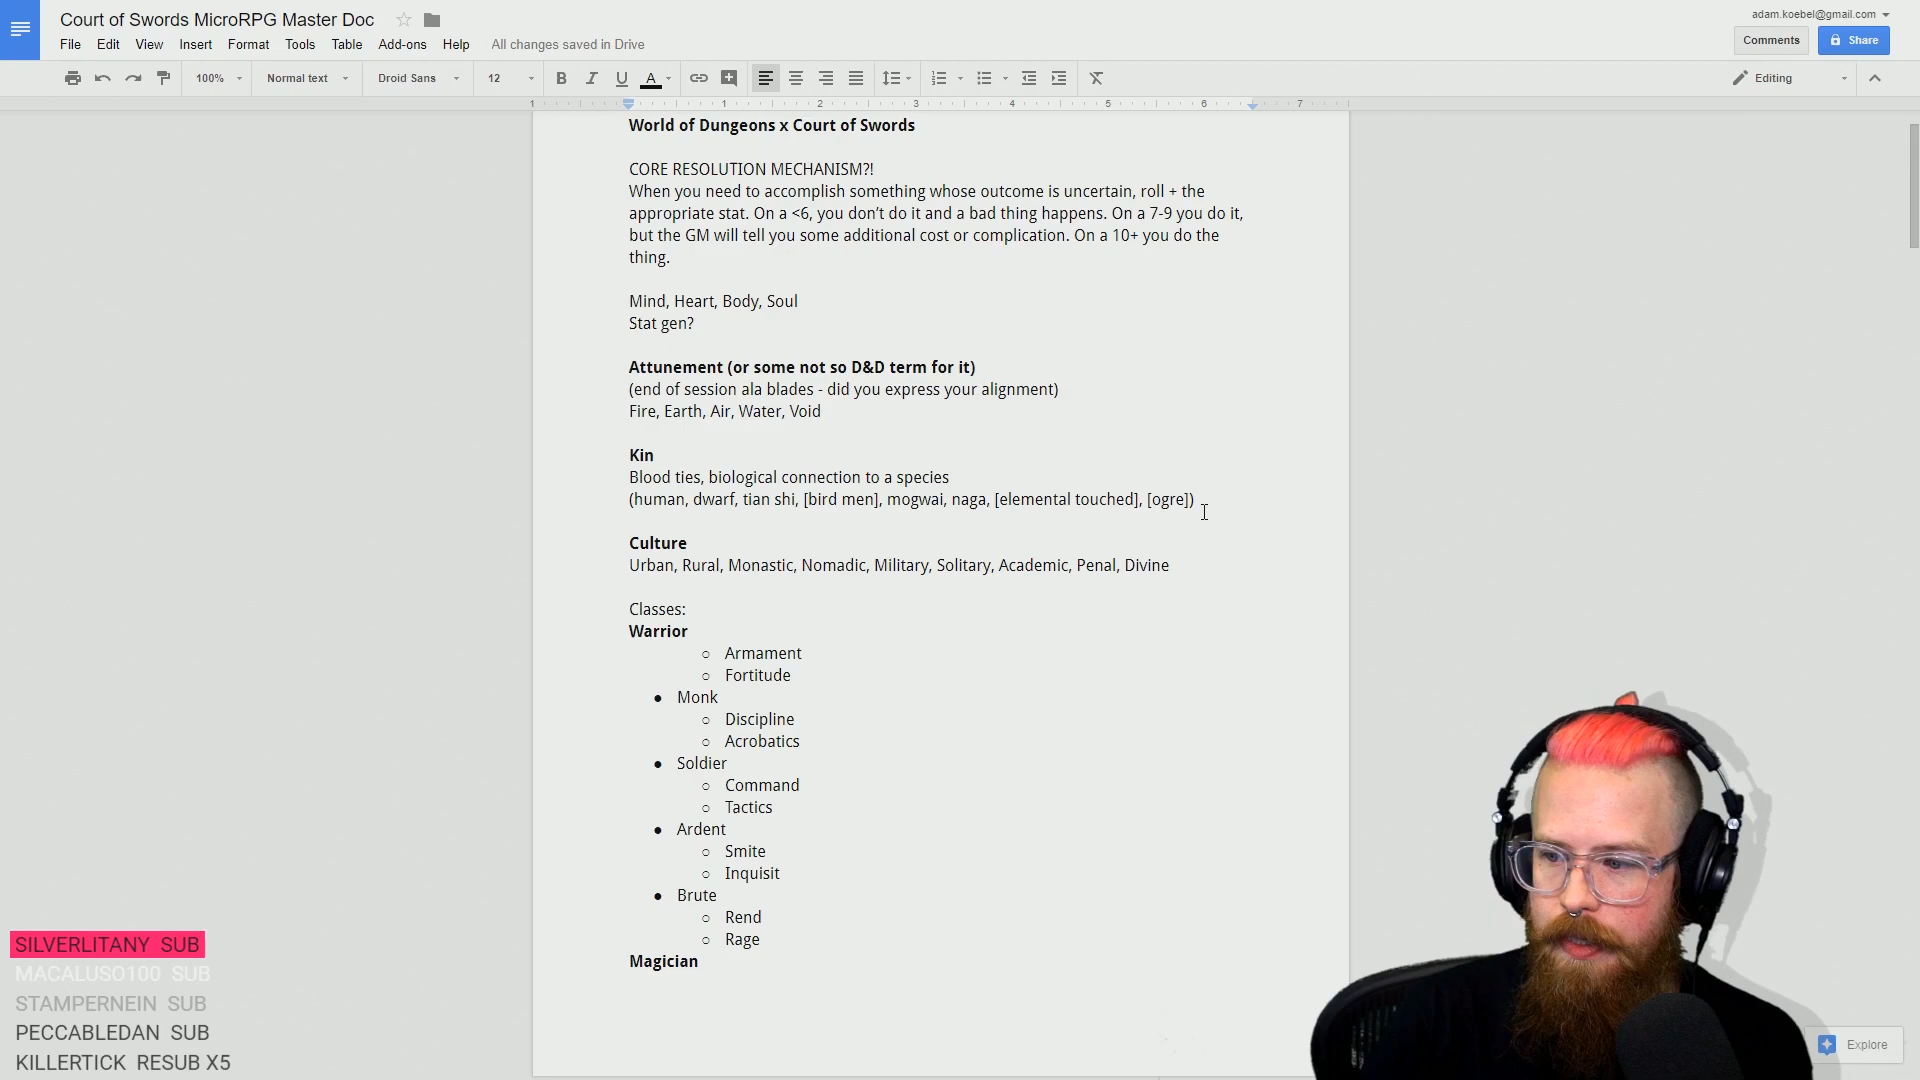 Court of Swords MicroRPG Master Doc
adam.koebel@gmail.com
File Edit View Insert Format Tools Table Add-ons Help All changes saved in Drive
Comments Share
100% Normal text Droid Sans 12 B I U A Editing
1 1 2 3 4 5 6 7
World of Dungeons x Court of Swords
CORE RESOLUTION MECHANISM?!
When you need to accomplish something whose outcome is uncertain, roll + the
appropriate stat. On a <6, you don’t do it and a bad thing happens. On a 7-9 you do it,
but the GM will tell you some additional cost or complication. On a 10+ you do the
thing.
Mind, Heart, Body, Soul
Stat gen?
Attunement (or some not so D&D term for it)
(end of session ala blades - did you express your alignment)
Fire, Earth, Air, Water, Void
Kin
Blood ties, biological connection to a species
(human, dwarf, tian shi, [bird men], mogwai, naga, [elemental touched], [ogre])
Culture
Urban, Rural, Monastic, Nomadic, Military, Solitary, Academic, Penal, Divine
Classes:
Warrior
Armament
Fortitude
Monk
Discipline
Acrobatics
Soldier
Command
Tactics
Ardent
Smite
Inquisit
Brute
Rend
Rage
Magician
SILVERLITANY SUB
MACALUSO100 SUB
STAMPERNEIN SUB
PECCABLEDAN SUB
KILLERTICK RESUB X5
Explore